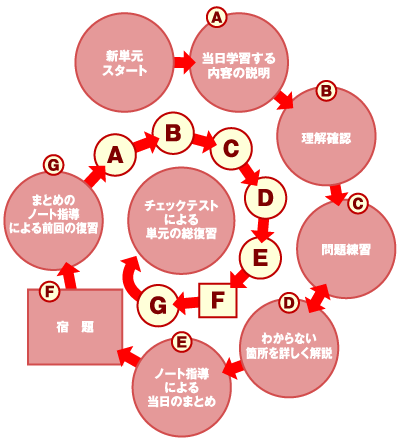 新単元
スタート
A
当日学習する
内容の説明
B
理解確認
C
問題練習
D
わからない
箇所を詳しく解説
E
ノート指導
による
当日のまとめ
F
宿 題
G
まとめの
ノート指導
による前回の復習
A
B
C
D
E
F
G
チェックテスト
による
単元の総復習